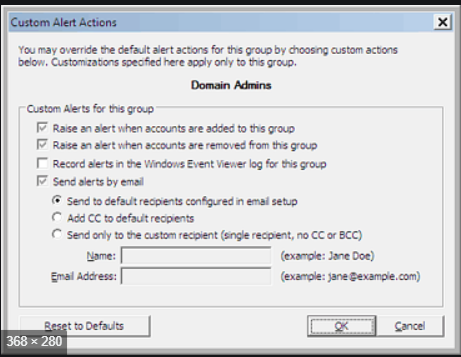 Custom Alert Actions
You may override the default alert actions for this group by choosing custom actions
below. Customizations specified here apply only to this group.
Domain Admins
Custom Alerts for this group
Raise an alert when accounts are added to this group
Raise an alert when accounts are removed from this group
Record alerts in the Windows Event Viewer log for this group
Send alerts by email
Send to default recipients configured in email setup
Add CC to default recipients
Send only to the custom recipient (single recipient, no CC or BCC)
Name: (example: Jane Doe)
Email Address: (example: jane@example.com)
Reset to Defaults OK Cancel
368 × 280